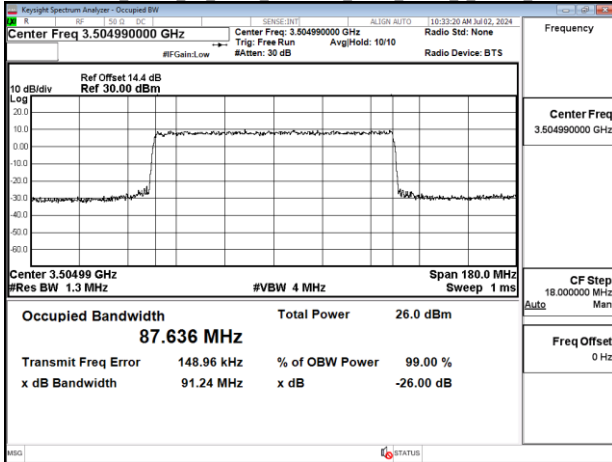 Keysight Spectrum Analyzer - Occupied BW
R RF 50 Ω DC SENSE:INT ALIGN AUTO 10:33:20 AM Jul 02, 2024
Center Freq 3.504990000 GHz
Center Freq: 3.504990000 GHz
Radio Std: None
Trig: Free Run Avg|Hold: 10/10
#IFGain:Low #Atten: 30 dB Radio Device: BTS
Ref Offset 14.4 dB
10 dB/div Ref 30.00 dBm
Log
20.0
10.0
0.00
-10.0
-20.0
-30.0
-40.0
-50.0
-60.0
Center 3.50499 GHz Span 180.0 MHz
#Res BW 1.3 MHz #VBW 4 MHz Sweep 1 ms
Occupied Bandwidth Total Power 26.0 dBm
87.636 MHz
Transmit Freq Error 148.96 kHz % of OBW Power 99.00 %
x dB Bandwidth 91.24 MHz x dB -26.00 dB
MSG STATUS
Frequency
Center Freq
3.504990000 GHz
CF Step
18.000000 MHz
Auto Man
Freq Offset
0 Hz